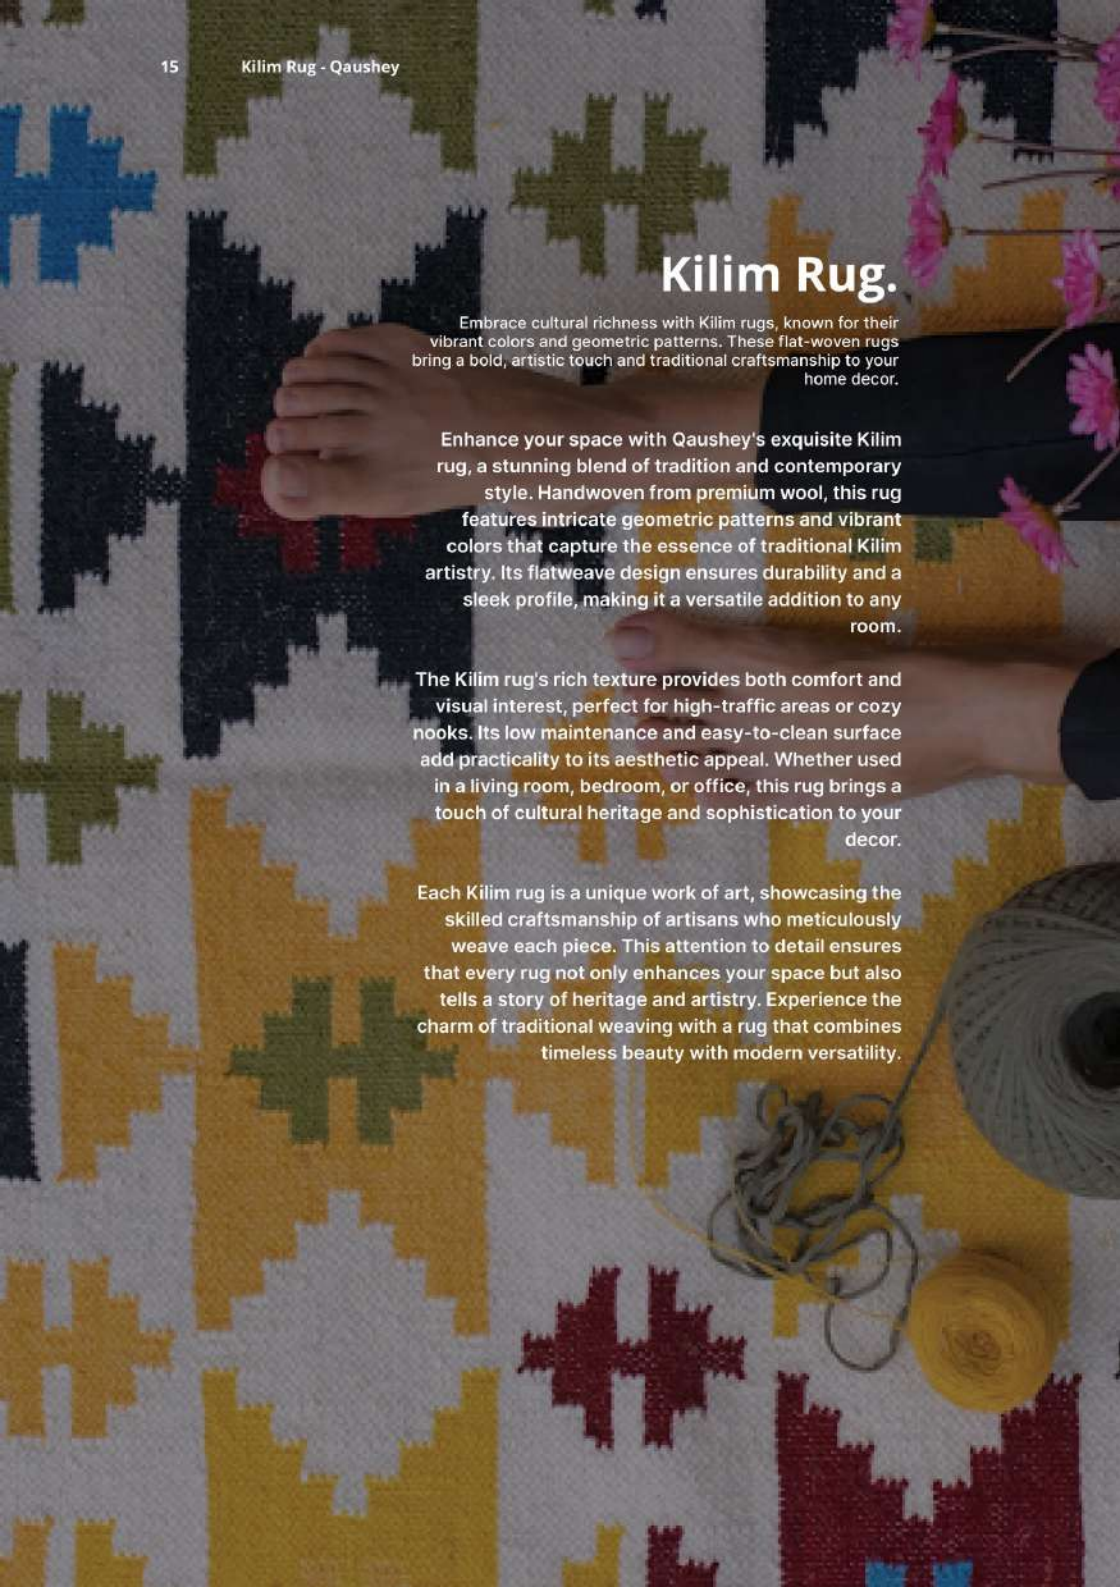 15
Kilim Rug - Qaushey
Kilim Rug.
Embrace cultural richness with Kilim rugs, known for their
vibrant colors and geometric patterns. These flat-woven rugs
bring a bold, artistic touch and traditional craftsmanship to your
home decor.
Enhance your space with Qaushey's exquisite Kilim
rug, a stunning blend of tradition and contemporary
style. Handwoven from premium wool, this rug
features intricate geometric patterns and vibrant
colors that capture the essence of traditional Kilim
artistry. Its flatweave design ensures durability and a
sleek profile, making it a versatile addition to any
room.
The Kilim rug's rich texture provides both comfort and
visual interest, perfect for high-traffic areas or cozy
nooks. Its low maintenance and easy-to-clean surface
add practicality to its aesthetic appeal. Whether used
in a living room, bedroom, or office, this rug brings a
touch of cultural heritage and sophistication to your
decor.
Each Kilim rug is a unique work of art, showcasing the
skilled craftsmanship of artisans who meticulously
weave each piece. This attention to detail ensures
that every rug not only enhances your space but also
tells a story of heritage and artistry. Experience the
charm of traditional weaving with a rug that combines
timeless beauty with modern versatility.